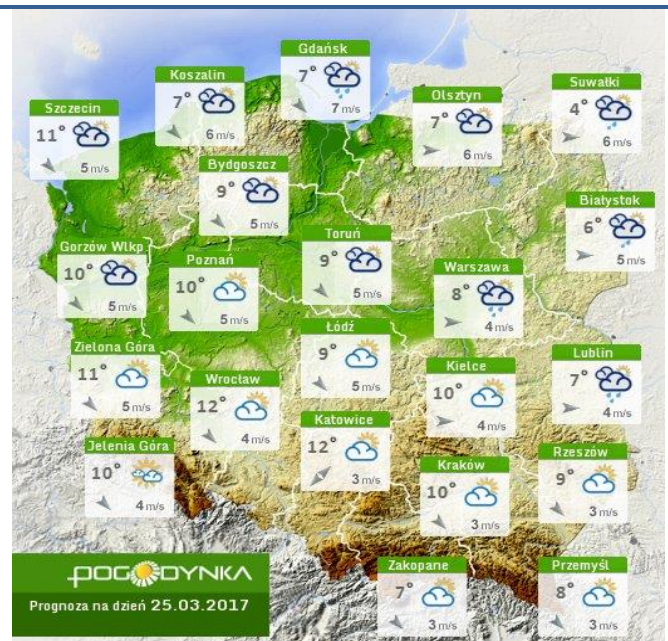 Gdańsk
7°
7 m/s
Koszalin
7°
6 m/s
Szczecin
11°
5 m/s
Olsztyn
7°
6 m/s
Suwałki
4°
6 m/s
Bydgoszcz
9°
5 m/s
Białystok
6°
5 m/s
Gorzów Wlkp
10°
5 m/s
Poznań
10°
5 m/s
Toruń
9°
5 m/s
Warszawa
8°
4 m/s
Zielona Góra
11°
5 m/s
Łódź
9°
5 m/s
Lublin
7°
4 m/s
Wrocław
12°
4 m/s
Kielce
10°
4 m/s
Katowice
12°
3 m/s
Jelenia Góra
10°
4 m/s
Kraków
10°
3 m/s
Rzeszów
9°
3 m/s
Zakopane
7°
3 m/s
Przemyśl
8°
3 m/s
POGODYNKA
Prognoza na dzień 25.03.2017